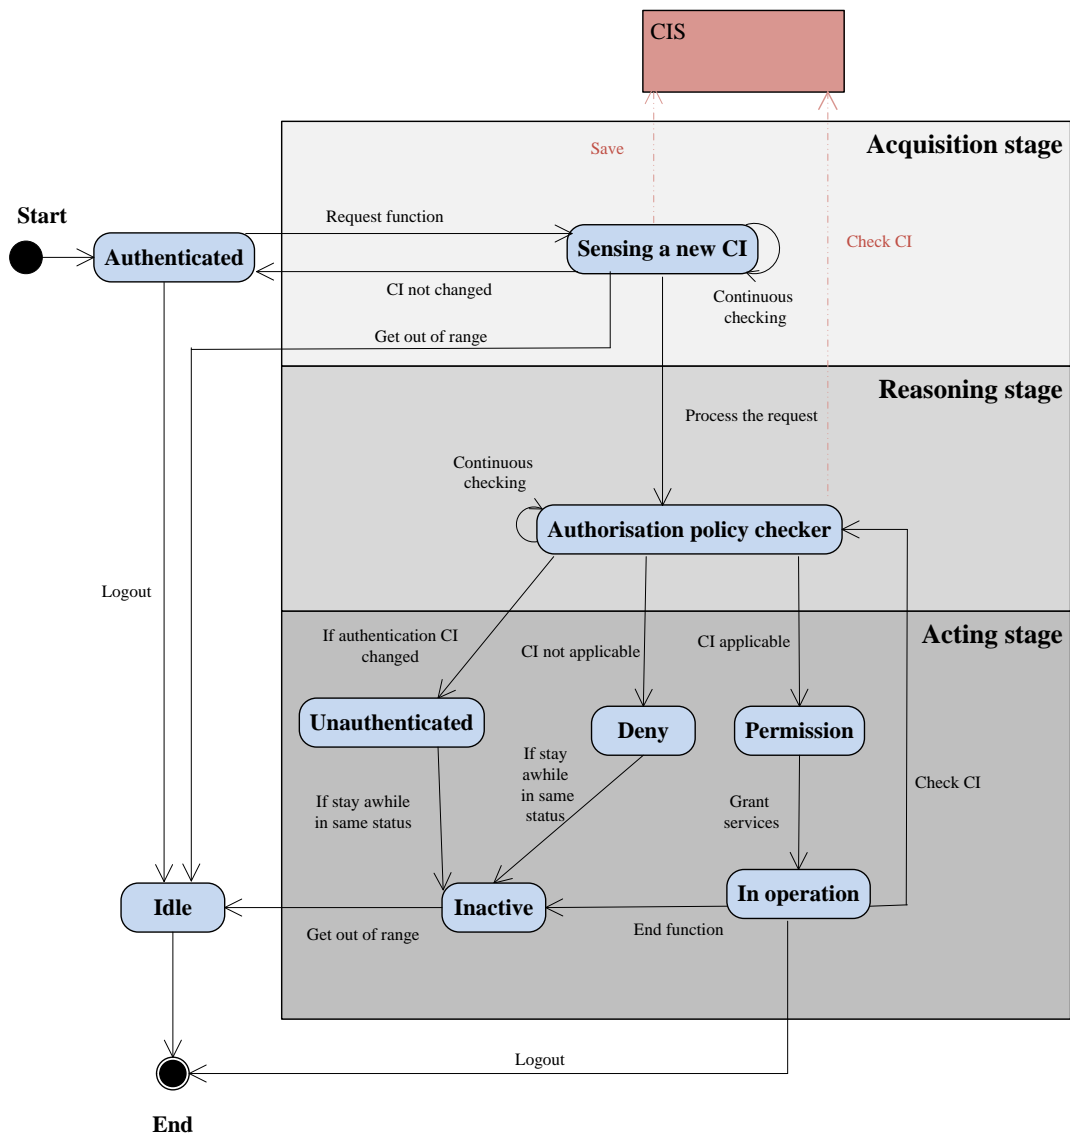 CIS
Acquisition stage
Save
Start
Request function
Check CI
Authenticated
Sensing a new CI
CI not changed
Continuous
checking
Get out of range
Reasoning stage
Process the request
Continuous
checking
Authorisation policy checker
Logout
Acting stage
If authentication CI
changed
CI not applicable
CI applicable
Unauthenticated
Deny
Permission
If stay
awhile
in same
status
If stay awhile
in same status
Grant
services
Check CI
Idle
Inactive
In operation
Get out of range
End function
Logout
End